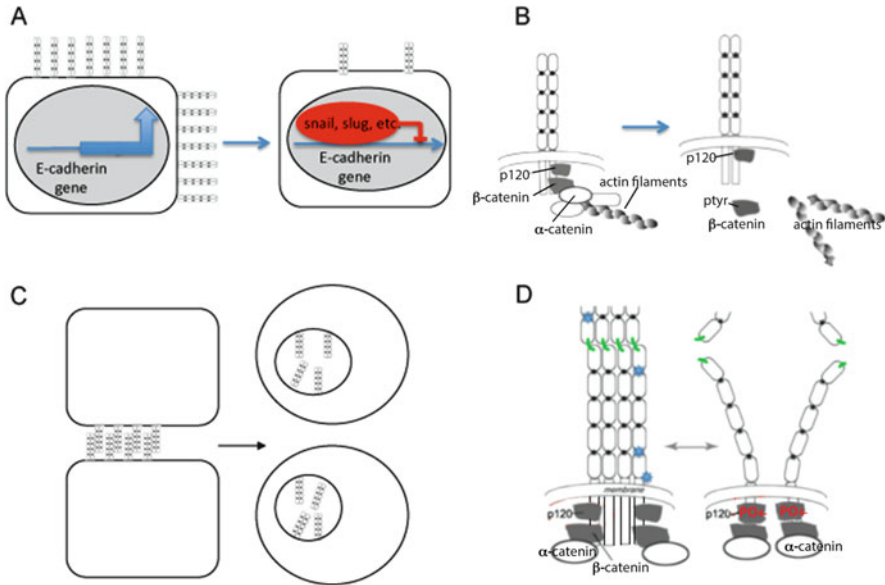 A
E-cadherin
gene
snail, slug, etc.
E-cadherin
gene
B
p120
β-catenin
actin filaments
α-catenin
p120
ptyr
β-catenin
actin filaments
C
D
membrane
p120
α-catenin
β-catenin
p120
PO4
PO4
α-catenin